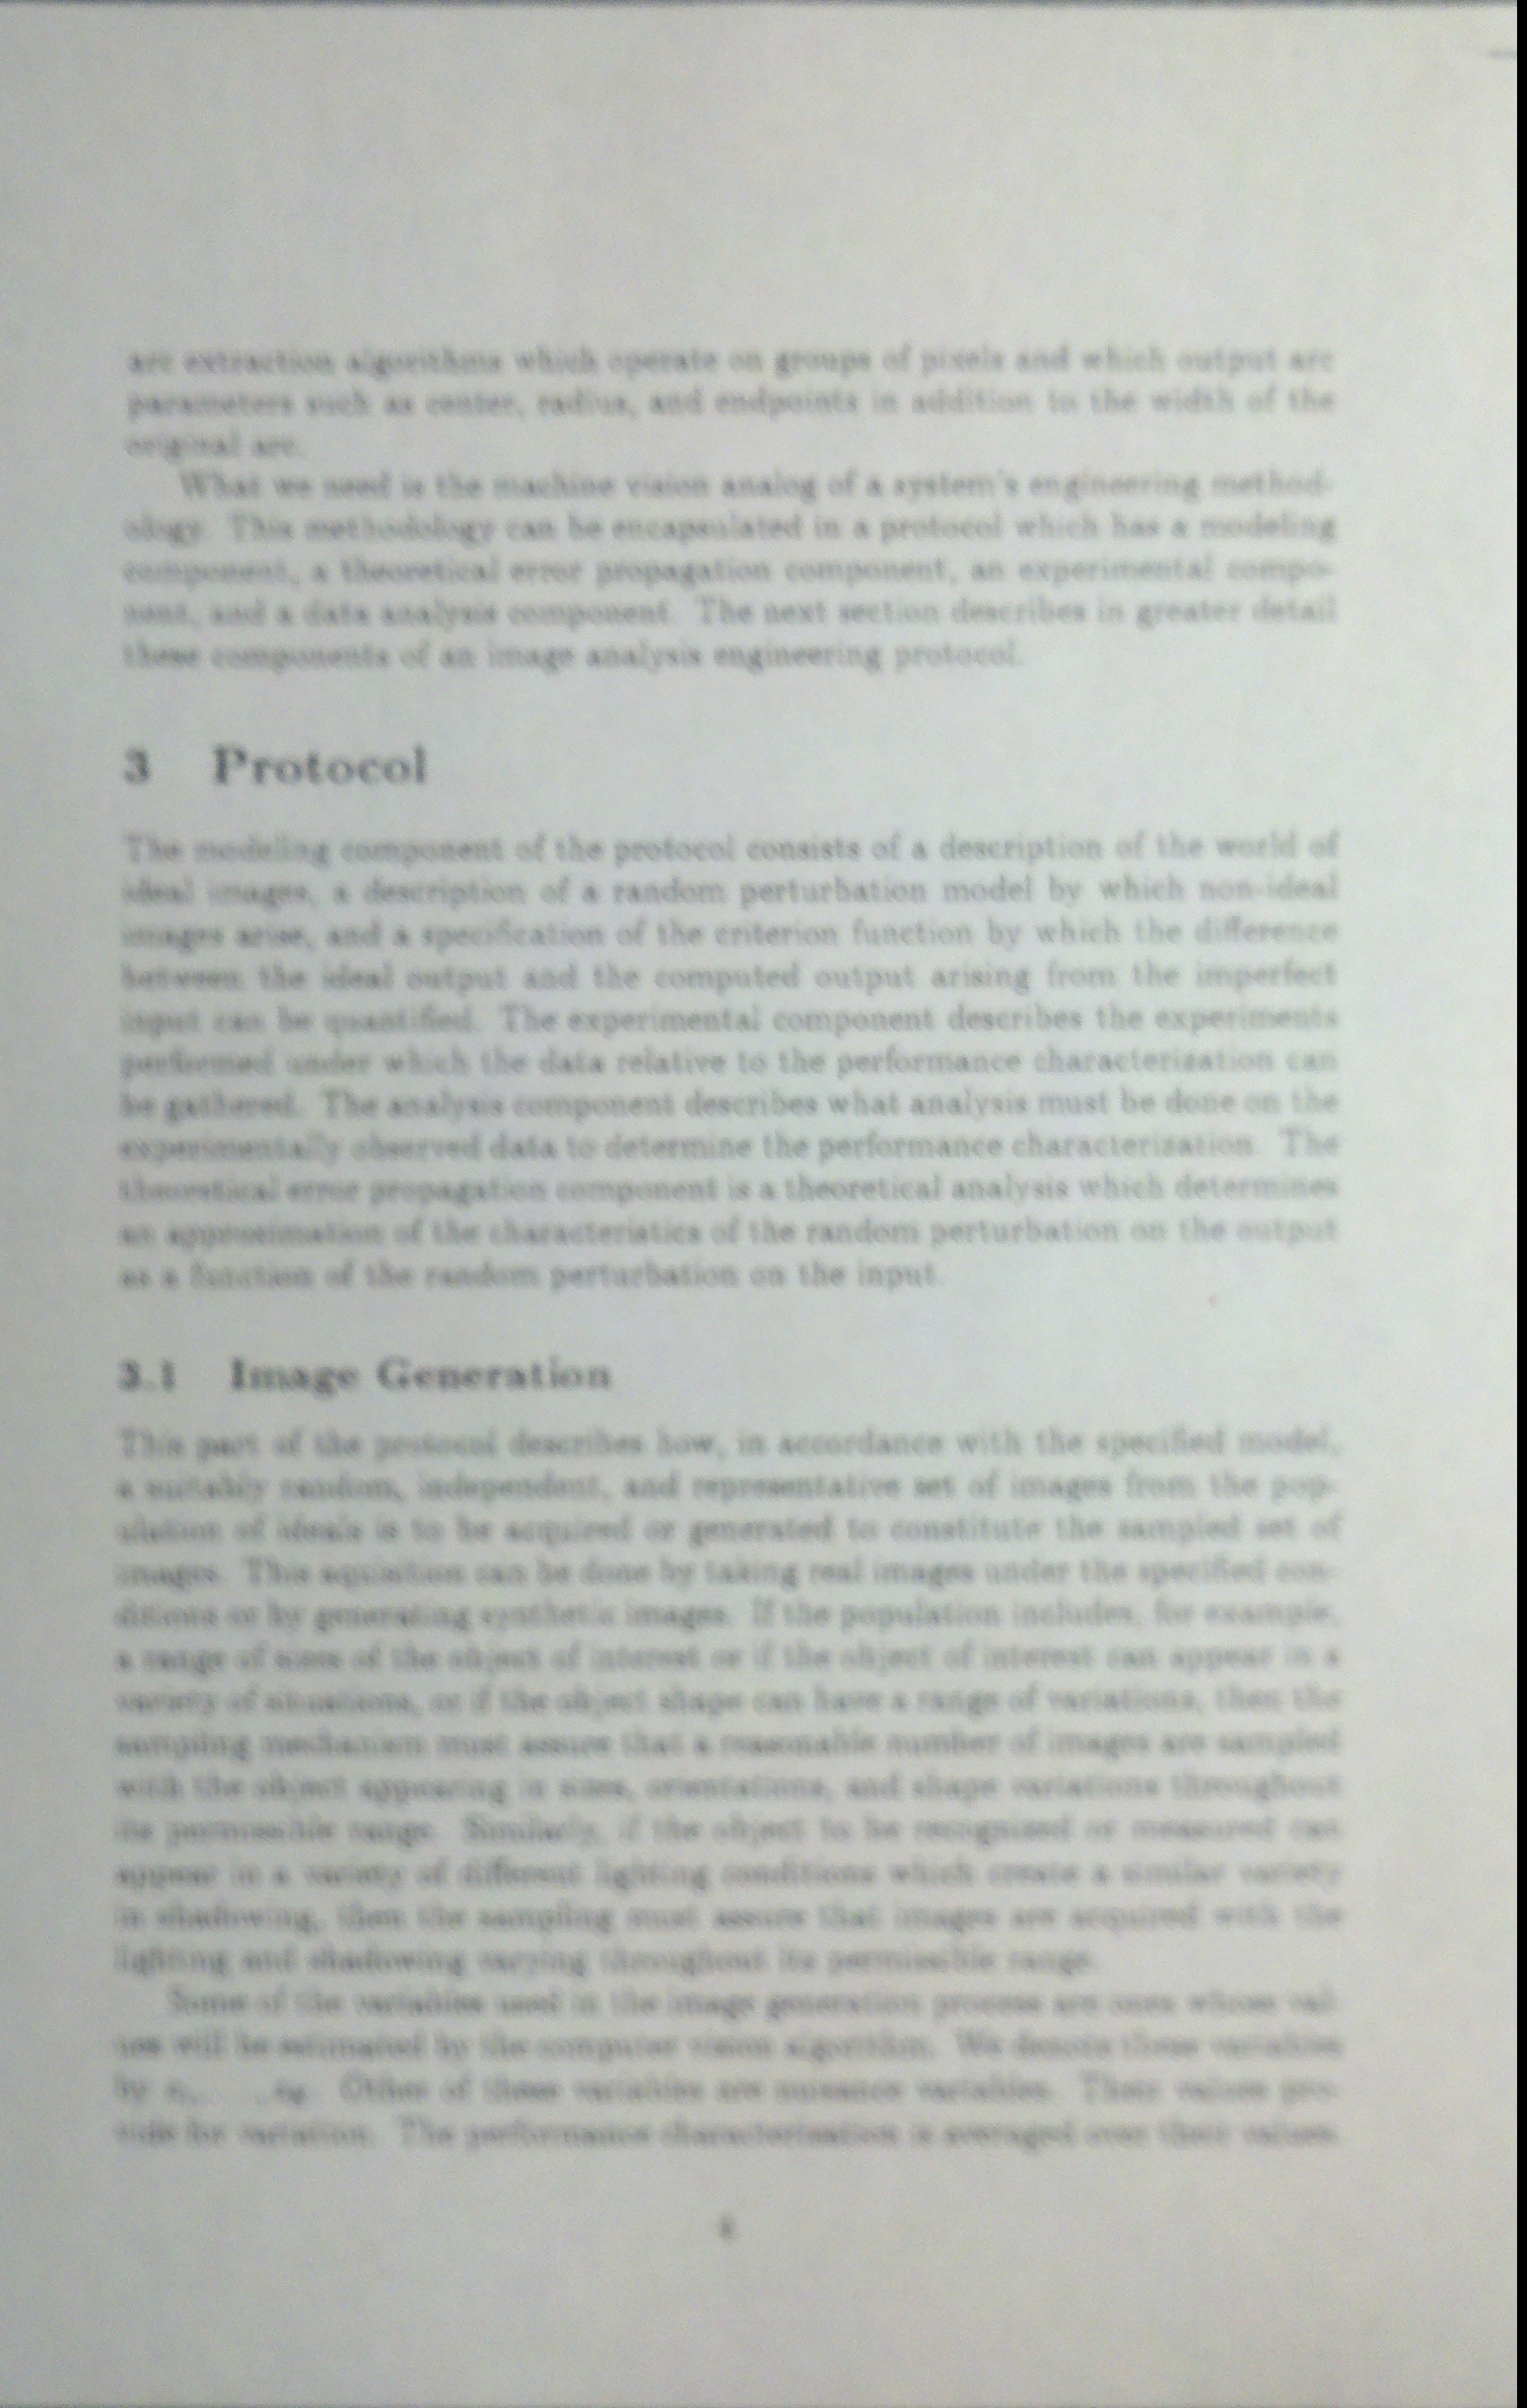 arc extraction algorithms which operate on groups of pixels and which output arc
parameters such as center, radius, and endpoints in addition to the width of the
original arc.
What we need is the machine vision analog of a system's engineering method-
ology. This methodology can be encapsulated in a protocol which has a modeling
component, a theoretical error propagation component, an experimental compo-
nent, and a data analysis component. The next section describes in greater detail
these components of an image analysis engineering protocol.
3 Protocol
The modeling component of the protocol consists of a description of the world of
ideal images, a description of a random perturbation model by which non-ideal
images arise, and a specification of the criterion function by which the difference
between the ideal output and the computed output arising from the imperfect
input can be quantified. The experimental component describes the experiments
performed under which the data relative to the performance characterization can
be gathered. The analysis component describes what analysis must be done on the
experimentally observed data to determine the performance characterization. The
theoretical error propagation component is a theoretical analysis which determines
an approximation of the characteristics of the random perturbation on the output
as a function of the random perturbation on the input.
3.1 Image Generation
This part of the protocol describes how, in accordance with the specified model,
a suitably random, independent, and representative set of images from the pop-
ulation of ideals is to be acquired or generated to constitute the sampled set of
images. This aquisition can be done by taking real images under the specified con-
ditions or by generating synthetic images. If the population includes, for example,
a range of sizes of the object of interest or if the object of interest can appear in a
variety of situations, or if the object shape can have a range of variations, then the
sampling mechanism must assure that a reasonable number of images are sampled
with the object appearing in sizes, orientations, and shape variations throughout
its permissible range. Similarly, if the object to be recognized or measured can
appear in a variety of different lighting conditions which create a similar variety
in shadowing, then the sampling must assure that images are acquired with the
lighting and shadowing varying throughout its permissible range.
Some of the variables used in the image generation process are ones whose val-
ues will be estimated by the computer vision algorithm. We denote these variables
by Other of these variables are nuisance variables. Their values pro-
vide for variation. The performance characterization is averaged over their values.